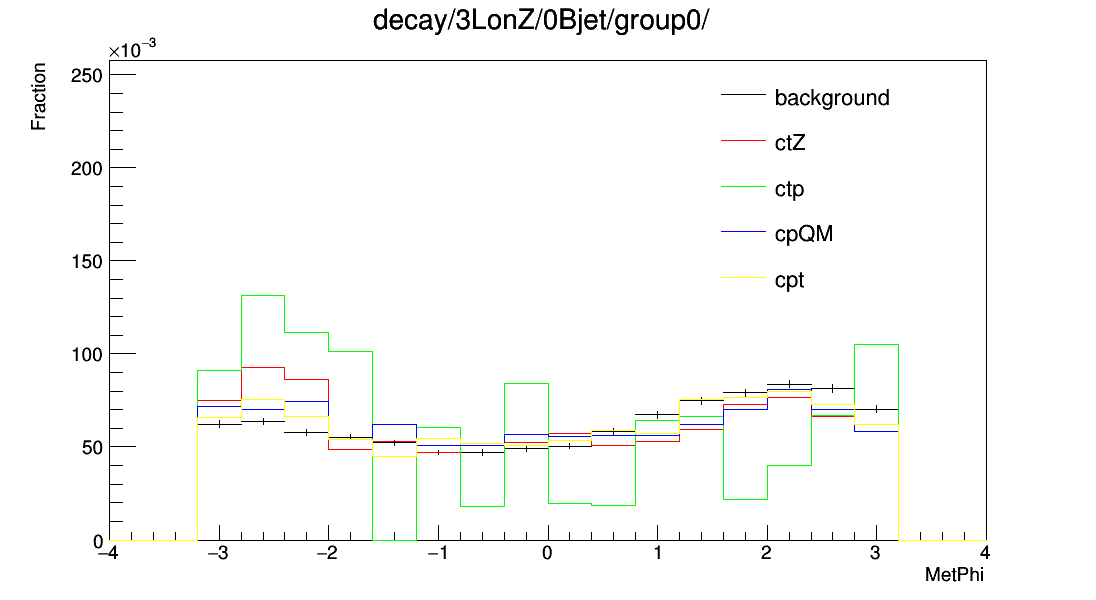 decay/3LonZ/0Bjet/group0/
×10⁻³
Fraction
250
200
150
100
50
0
background
ctZ
ctp
cpQM
cpt
−4 −3 −2 −1 0 1 2 3 4
MetPhi